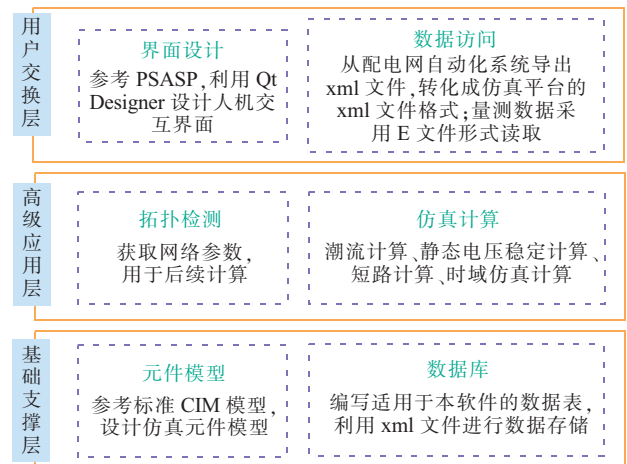 用户交换层
界面设计
参考 PSASP,利用 Qt
Designer 设计人机交
互界面
数据访问
从配电网自动化系统导出
xml 文件,转化成仿真平台的
xml 文件格式;量测数据采
用 E 文件形式读取
高级应用层
拓扑检测
获取网络参数,
用于后续计算
仿真计算
潮流计算、静态电压稳定计算、
短路计算、时域仿真计算
基础支撑层
元件模型
参考标准 CIM 模型,
设计仿真元件模型
数据库
编写适用于本软件的数据表,
利用 xml 文件进行数据存储